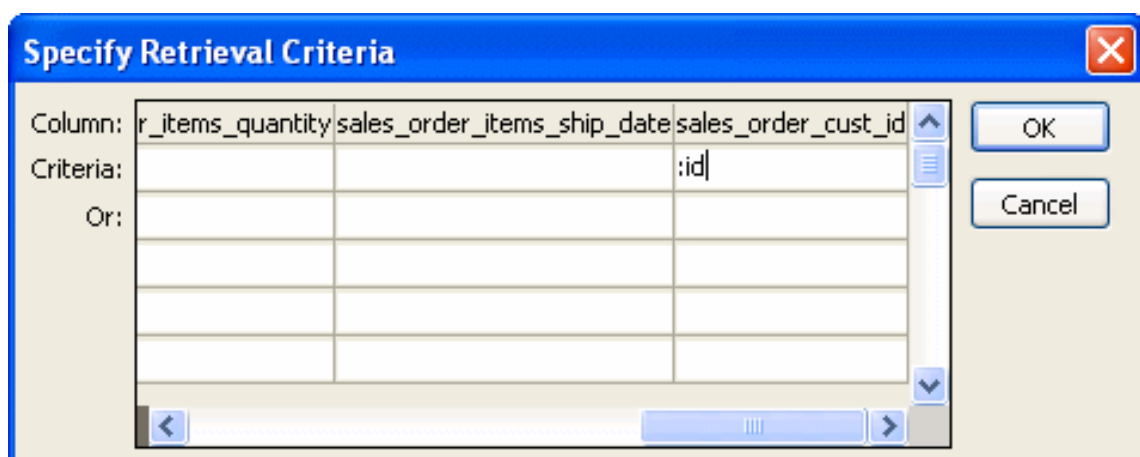 Specify Retrieval Criteria
Column: r_items_quantity sales_order_items_ship_date sales_order_cust_id OK
Criteria: :id
Or: Cancel